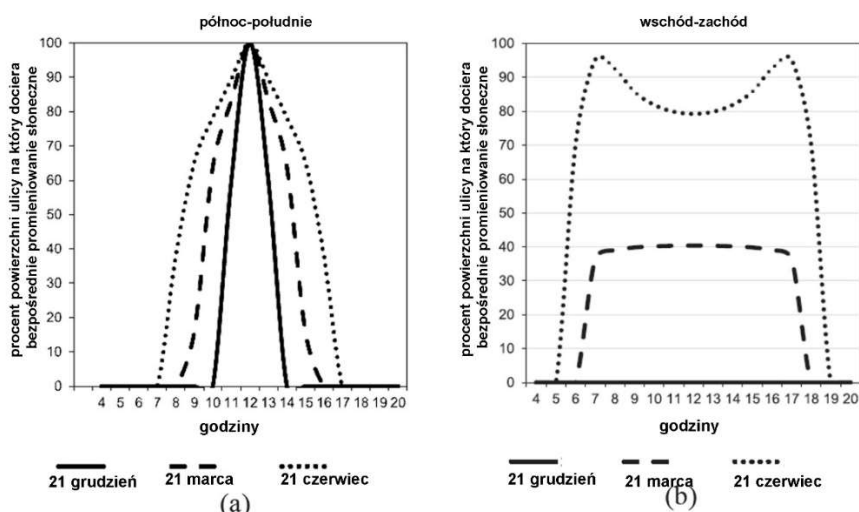 północ-południe
procent powierzchni ulicy na który dociera
bezpośrednie promieniowanie słoneczne
100
90
80
70
60
50
40
30
20
10
0
4 5 6 7 8 9 10 11 12 13 14 15 16 17 18 19 20
godziny
21 grudzień
21 marca
21 czerwiec
(a)
wschód-zachód
procent powierzchni ulicy na który dociera
bezpośrednie promieniowanie słoneczne
100
90
80
70
60
50
40
30
20
10
0
4 5 6 7 8 9 10 11 12 13 14 15 16 17 18 19 20
godziny
21 grudzień
21 marca
21 czerwiec
(b)